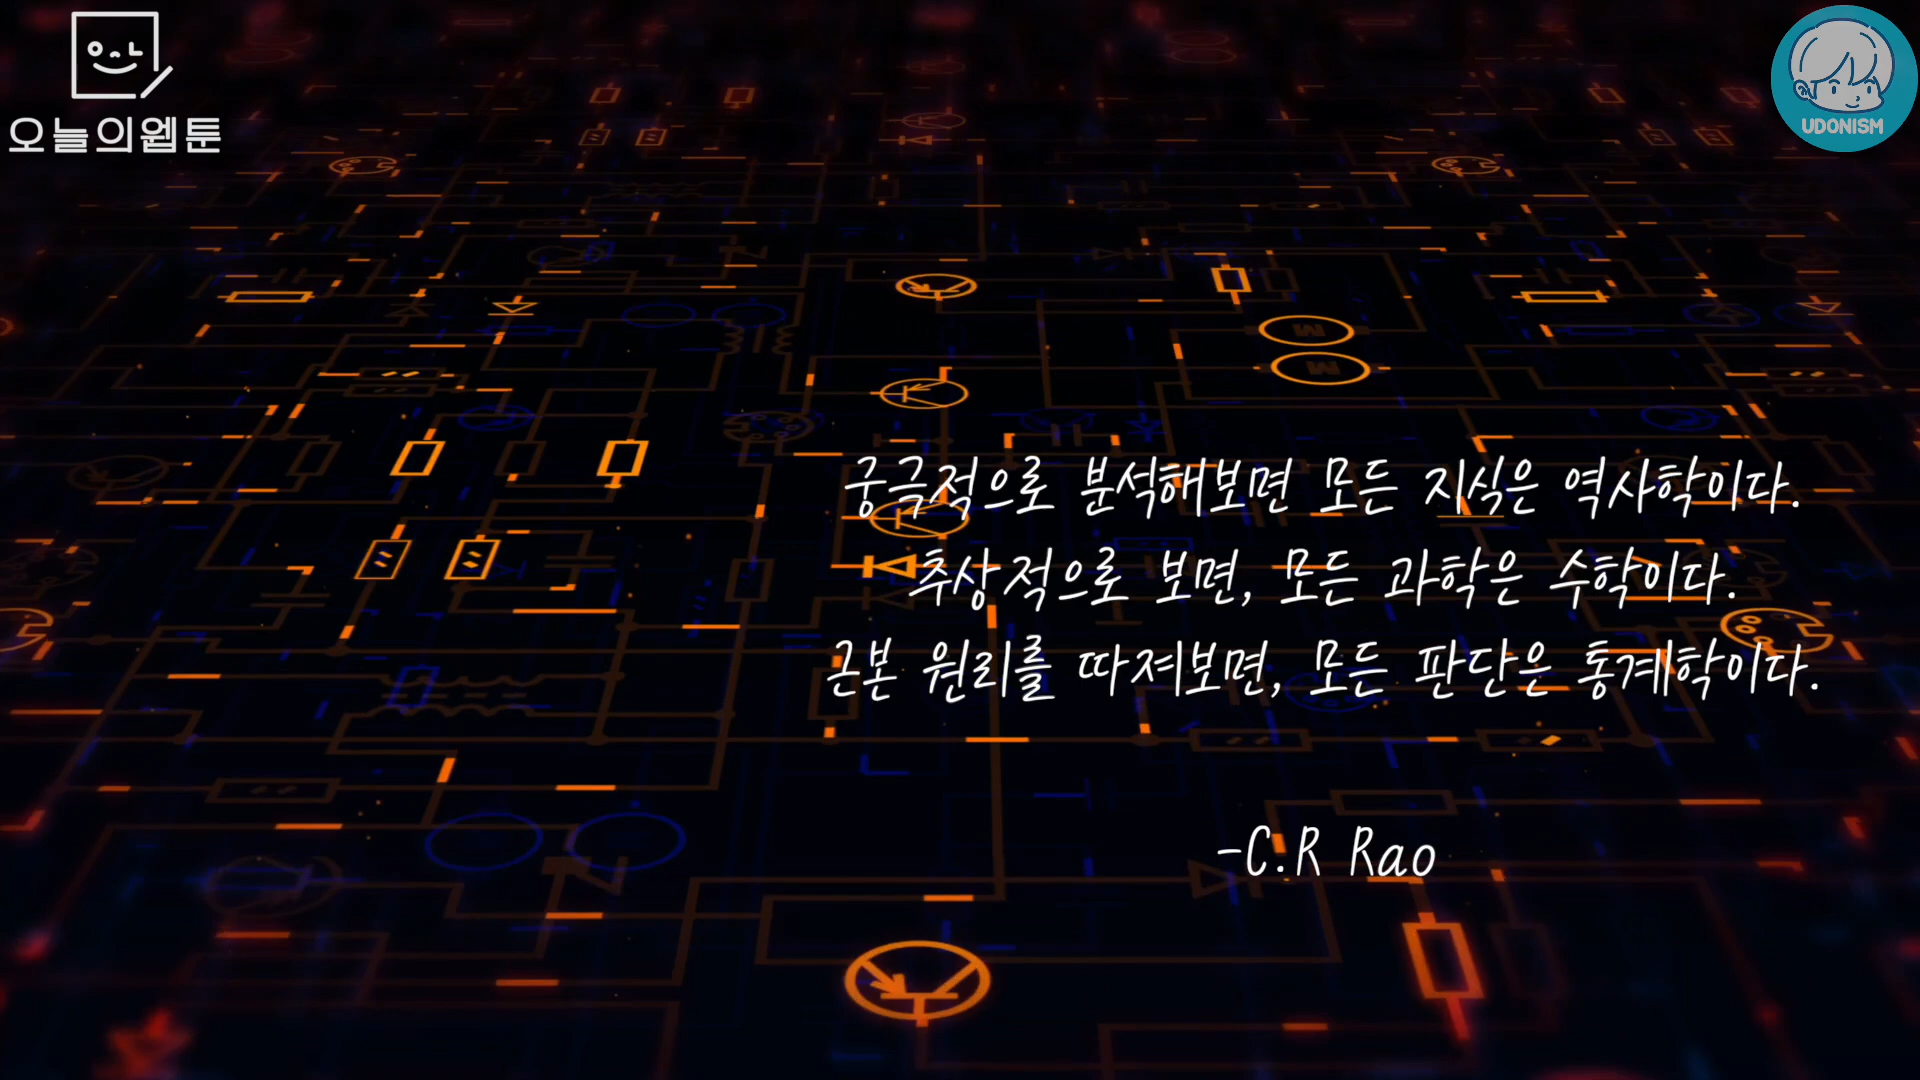 오늘의웹툰
UDONISM
궁극적으로 분석해보면 모든 지식은 역사학이다.
추상적으로 보면, 모든 과학은 수학이다.
근본 원리를 따져보면, 모든 판단은 통계학이다.
-C.R Rao